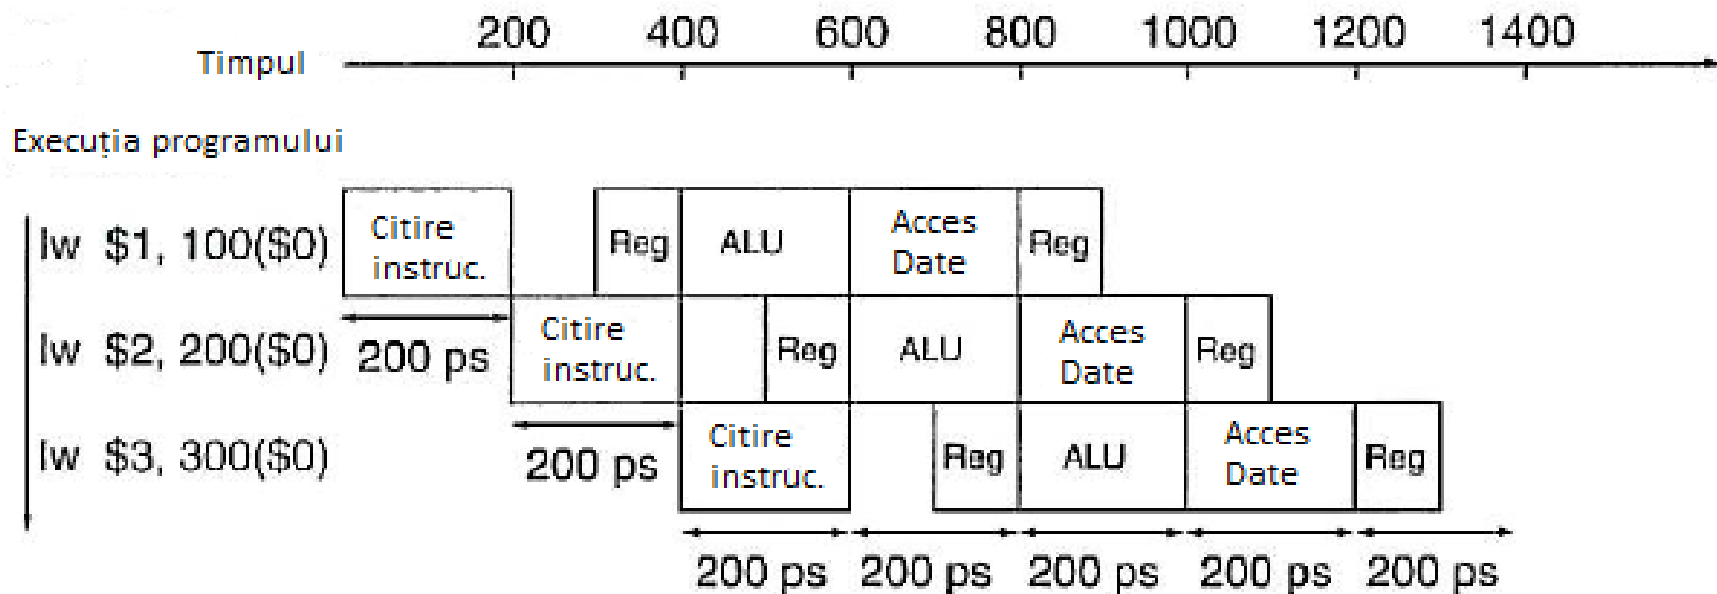 200 400 600 800 1000 1200 1400
Timpul
Execuția programului
lw $1, 100($0)
Citire
instruc.
Reg
ALU
Acces
Date
Reg
200 ps
lw $2, 200($0)
Citire
instruc.
Reg
ALU
Acces
Date
Reg
200 ps
lw $3, 300($0)
Citire
instruc.
Reg
ALU
Acces
Date
Reg
200 ps 200 ps 200 ps 200 ps 200 ps